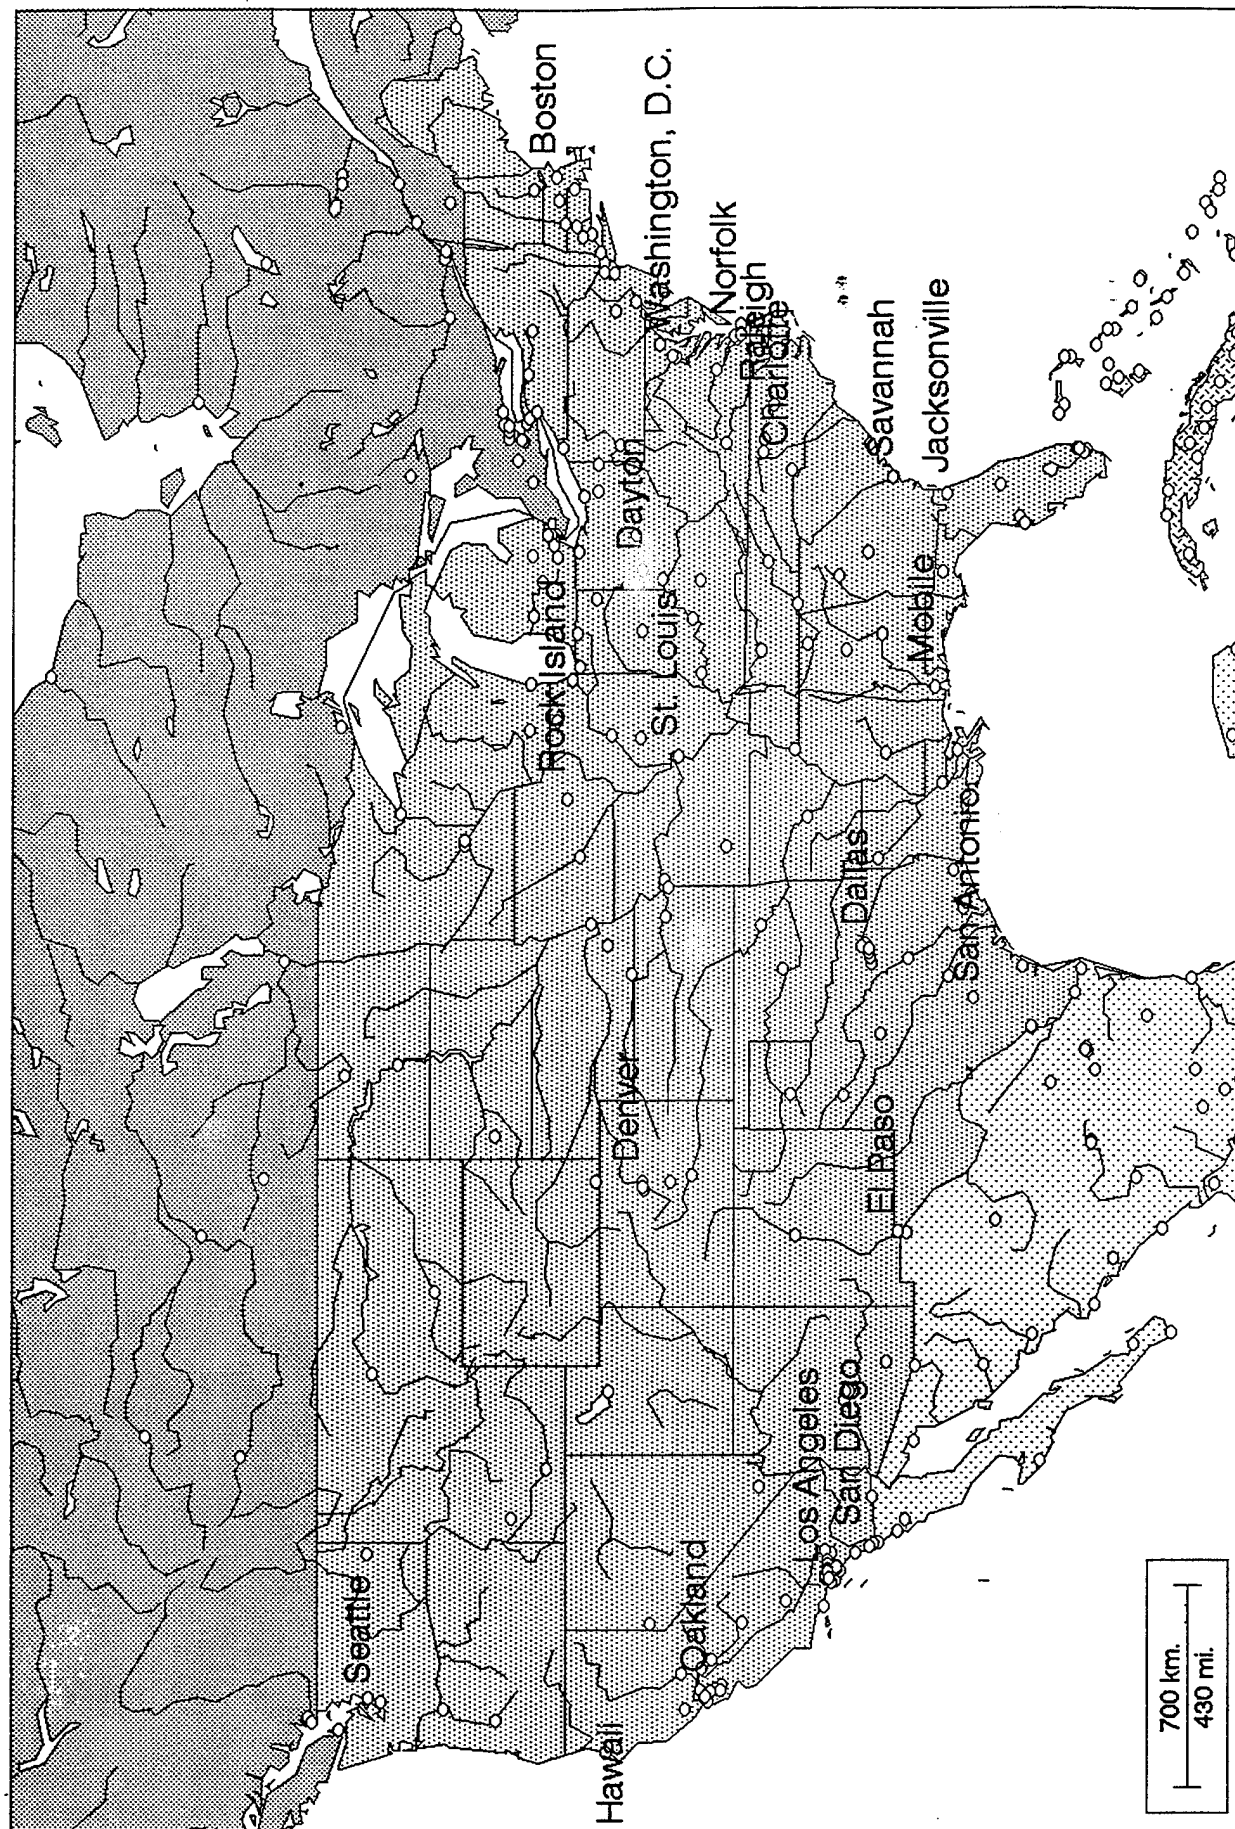 Seattle
Hawaii
Oakland
Los Angeles
San Diego
Denver
El Paso
Dallas
San Antonio
Rock Island
St. Louis
Mobile
Dayton
Boston
Washington, D.C.
Norfolk
Raleigh
Charlotte
Savannah
Jacksonville
700 km.
430 mi.